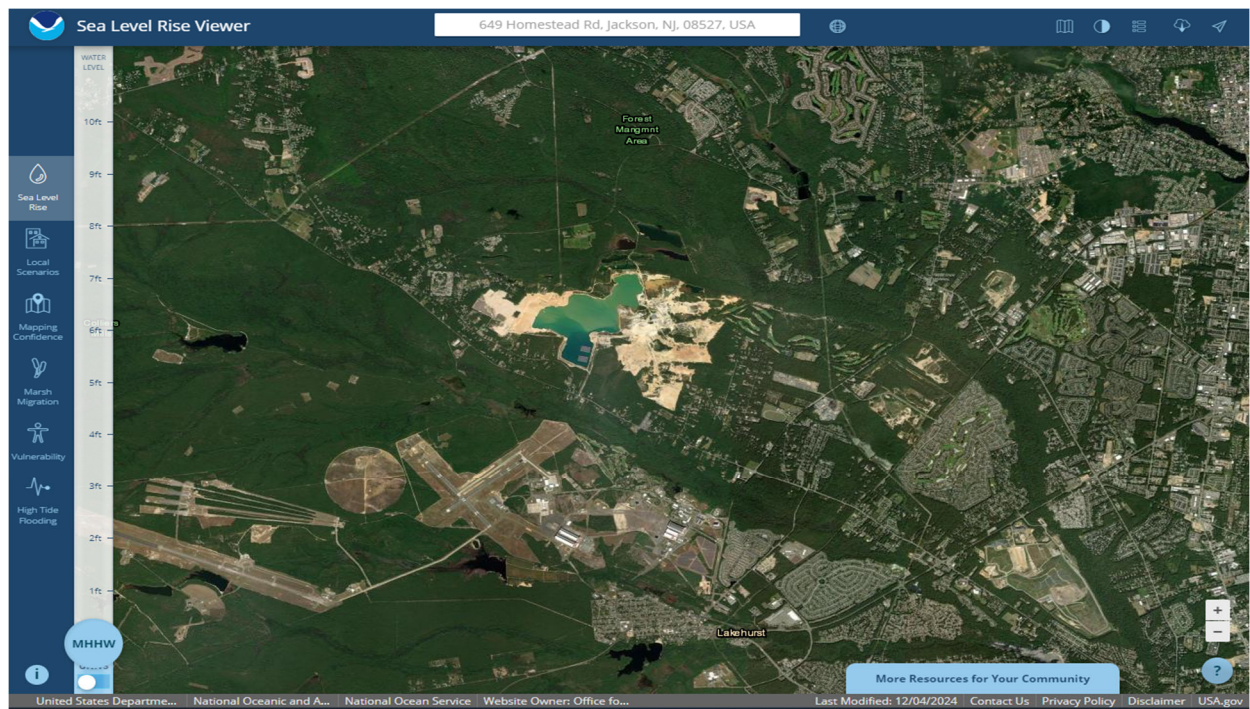 Sea Level Rise Viewer
649 Homestead Rd, Jackson, NJ, 08527, USA
WATER
LEVEL
10ft
9ft
8ft
7ft
6ft
5ft
4ft
3ft
2ft
1ft
MHHW
Sea Level
Rise
Local
Scenarios
Mapping
Confidence
Marsh
Migration
Vulnerability
High Tide
Flooding
Forest
Mangmnt
Area
Lakehurst
+
−
i
?
More Resources for Your Community
United States Departme...
National Oceanic and A...
National Ocean Service
Website Owner: Office fo...
Last Modified: 12/04/2024
Contact Us
Privacy Policy
Disclaimer
USA.gov